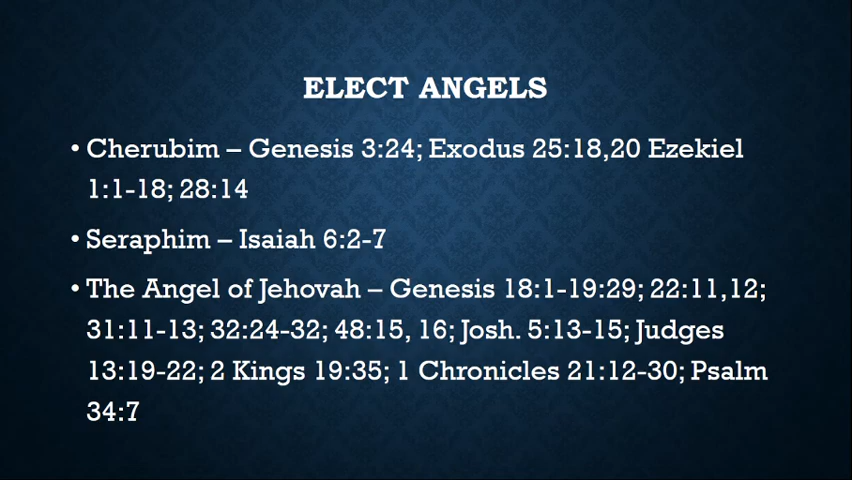 ELECT ANGELS
• Cherubim – Genesis 3:24; Exodus 25:18,20 Ezekiel
1:1-18; 28:14
• Seraphim – Isaiah 6:2-7
• The Angel of Jehovah – Genesis 18:1-19:29; 22:11,12;
31:11-13; 32:24-32; 48:15, 16; Josh. 5:13-15; Judges
13:19-22; 2 Kings 19:35; 1 Chronicles 21:12-30; Psalm
34:7